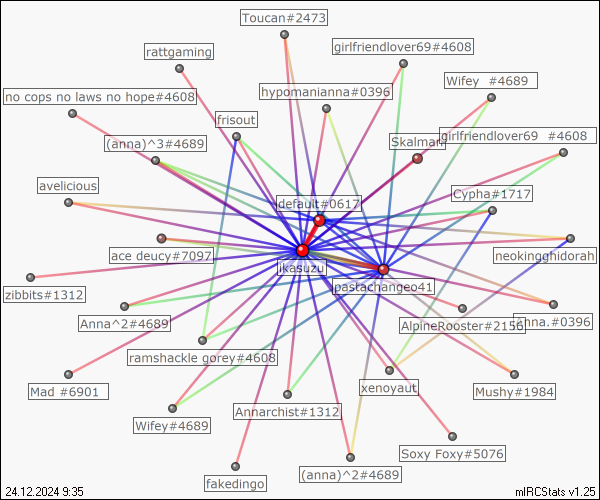 Toucan#2473
rattgaming
girlfriendlover69#4608
Wifey #4689
no cops no laws no hope#4608
hypomanianna#0396
frisout
(anna)^3#4689
Skalman
girlfriendlover69 #4608
avelicious
default#0617
Cypha#1717
ace deucy#7097
ikasuzu
neokingghidorah
zibbits#1312
pastachangeo41
Anna^2#4689
AlpineRooster#2156
nna.#0396
ramshackle gorey#4608
Mad #6901
xenoyaut
Mushy#1984
Wifey#4689
Annarchist#1312
Soxy Foxy#5076
fakedingo
(anna)^2#4689
24.12.2024 9:35
mIRCStats v1.25